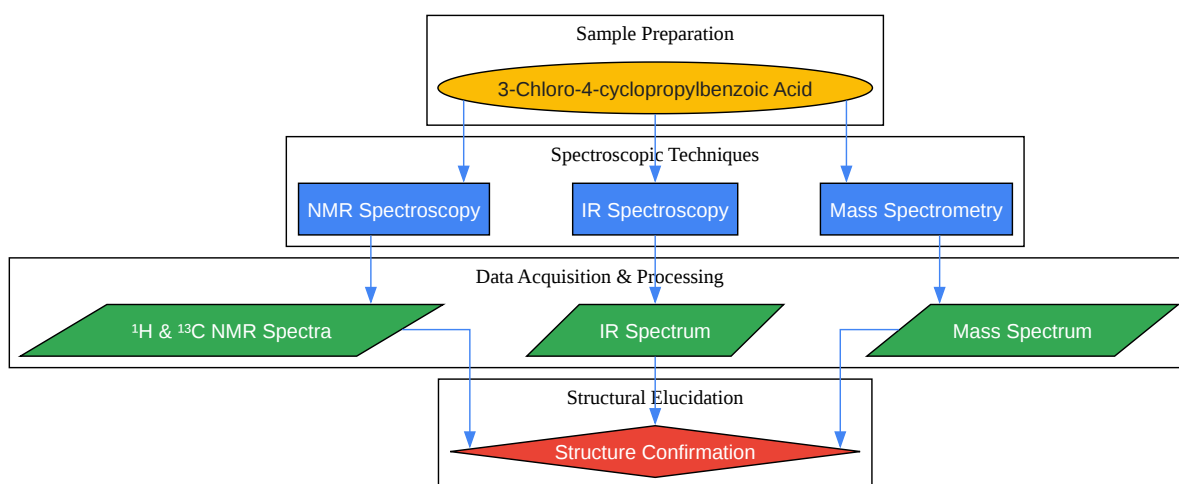 Sample Preparation
3-Chloro-4-cyclopropylbenzoic Acid
Spectroscopic Techniques
NMR Spectroscopy
IR Spectroscopy
Mass Spectrometry
Data Acquisition & Processing
¹H & ¹³C NMR Spectra
IR Spectrum
Mass Spectrum
Structural Elucidation
Structure Confirmation